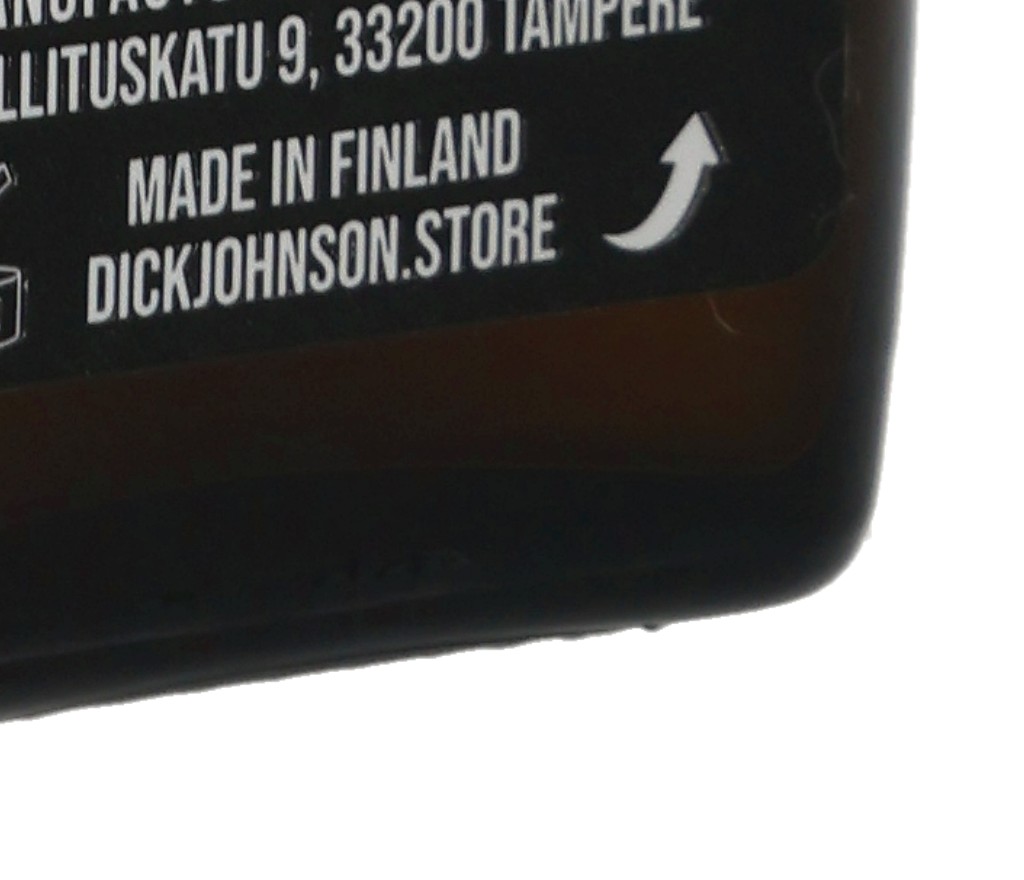 LLITUSKATU 9, 33200 TAMPERE
MADE IN FINLAND
DICKJOHNSON.STORE